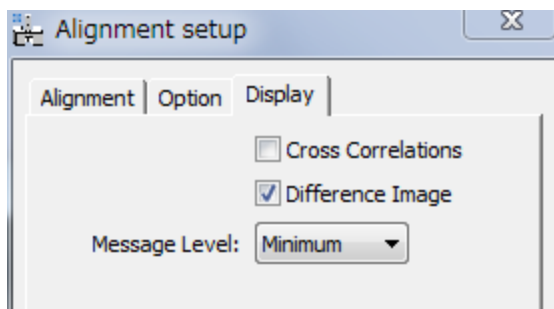 Alignment setup
Alignment Option Display
Cross Correlations
Difference Image
Message Level: Minimum